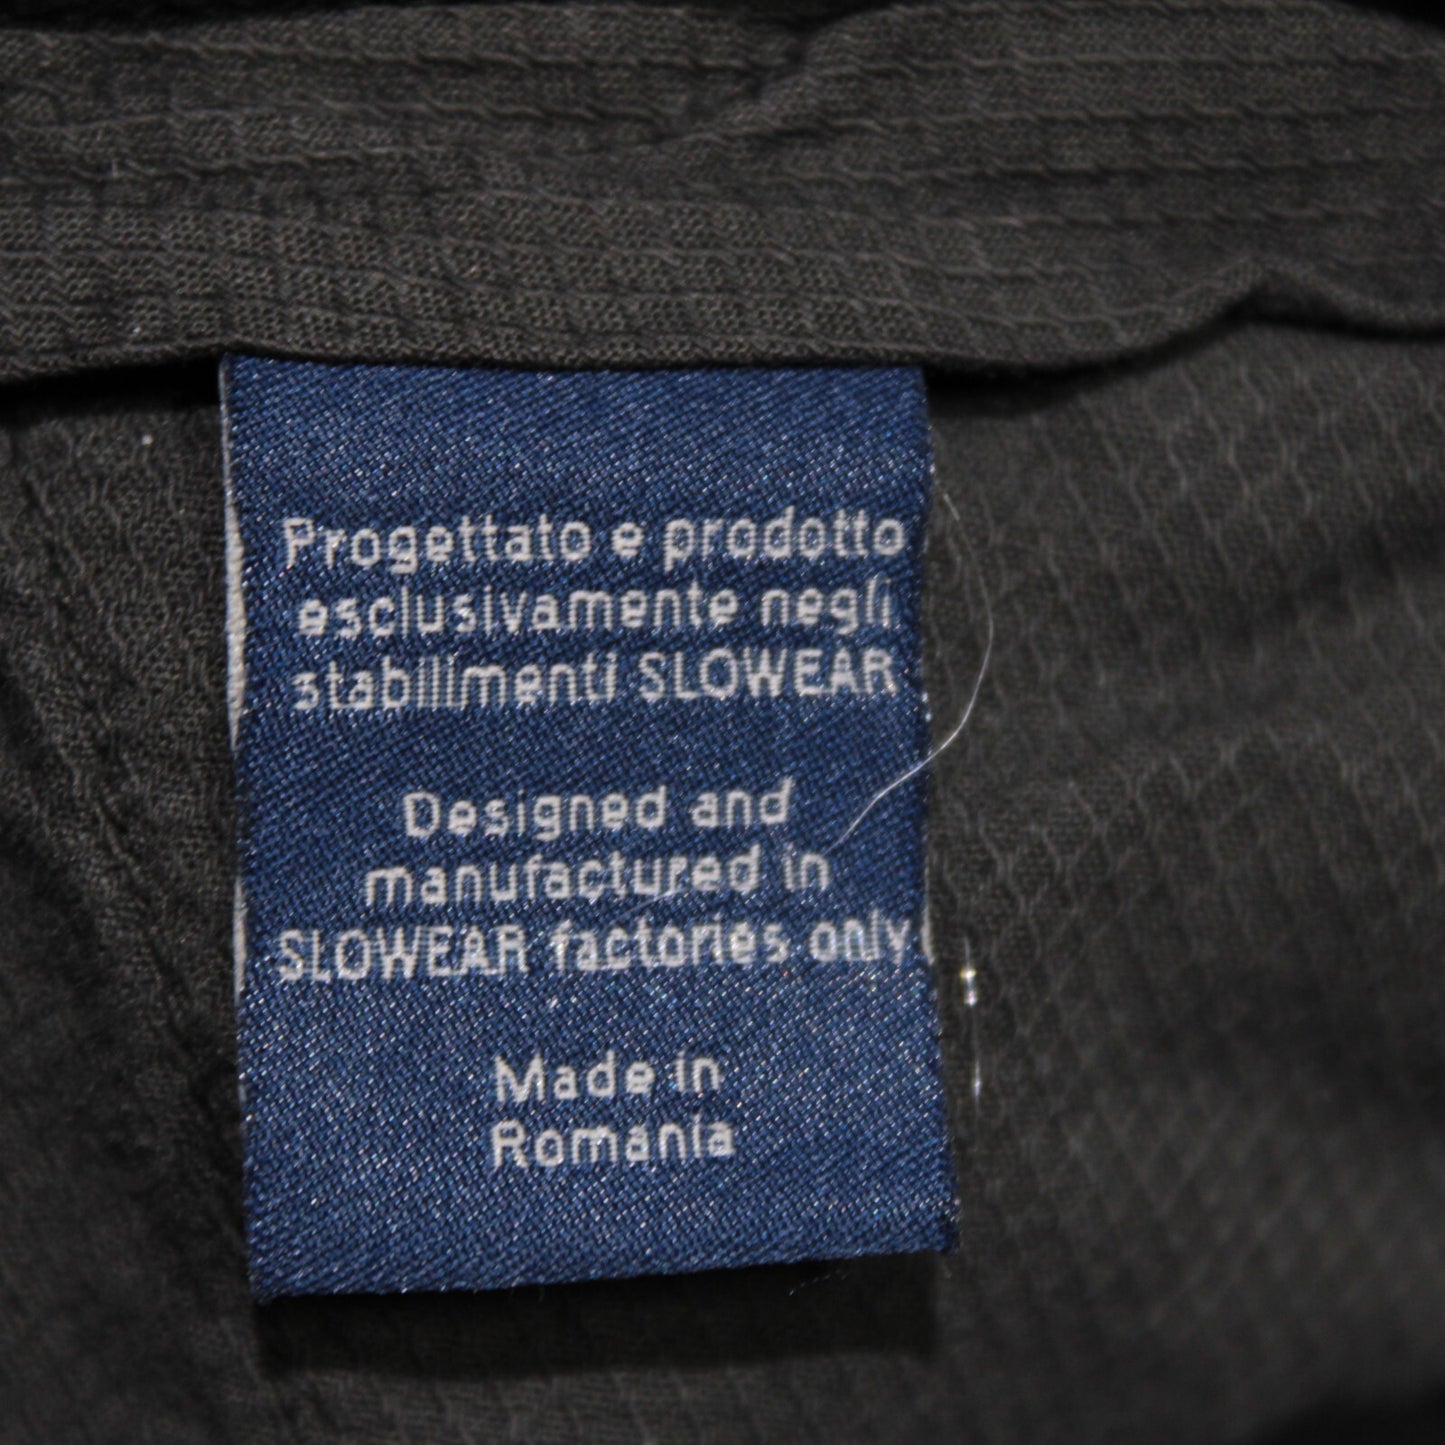 Progettato e prodotto
esclusivamente negli
stabilimenti SLOWEAR
Designed and
manufactured in
SLOWEAR factories only
Made in
Romania